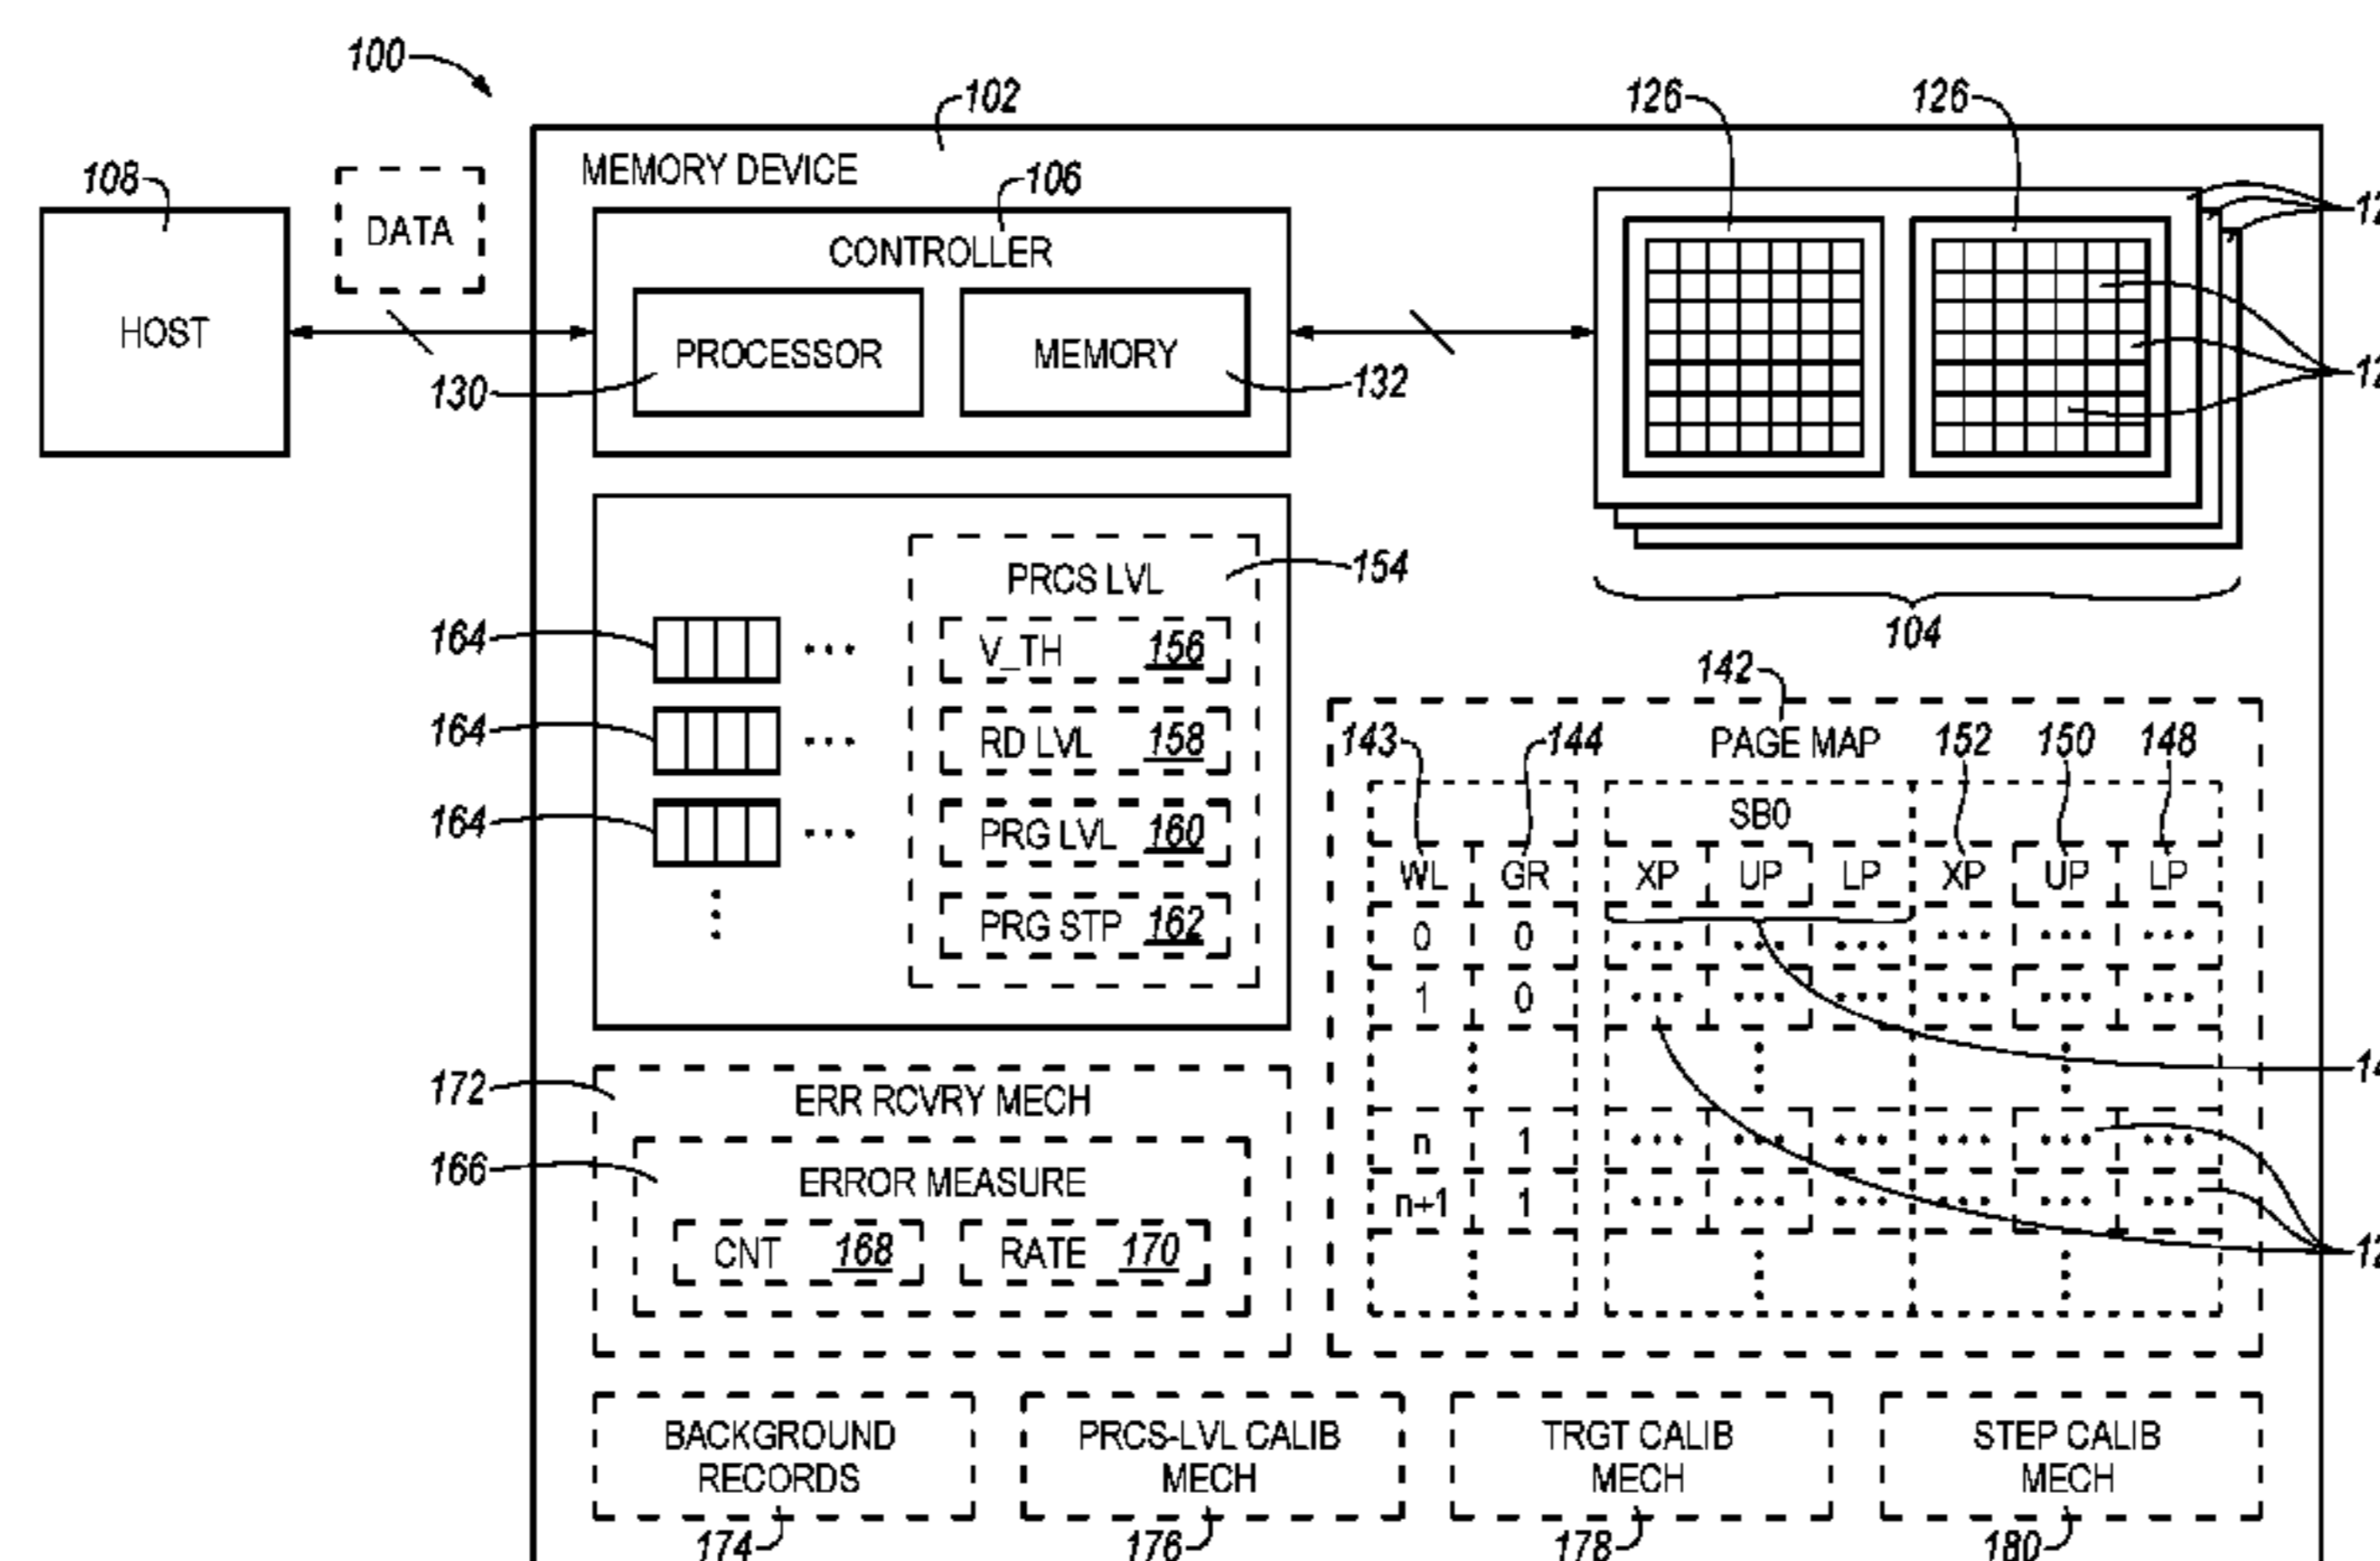 100
102
126 126
108
DATA
MEMORY DEVICE
106
CONTROLLER
HOST
PROCESSOR
MEMORY
130
132
PRCS LVL
154
164
V_TH 156
104
142
164
RD LVL 158
143 144 PAGE MAP 152 150 148
164
PRG LVL 160
SB0
WL GR XP UP LP XP UP LP
PRG STP 162
0 0 ... ... ... ... ... ...
1 0 ... ... ... ... ... ...
172
ERR RCVRY MECH
n 1 ... ... ... ... ... ...
166
ERROR MEASURE
n+1 1 ... ... ... ... ... ...
CNT 168 RATE 170
BACKGROUND
RECORDS
PRCS-LVL CALIB
MECH
TRGT CALIB
MECH
STEP CALIB
MECH
174 176 178 180